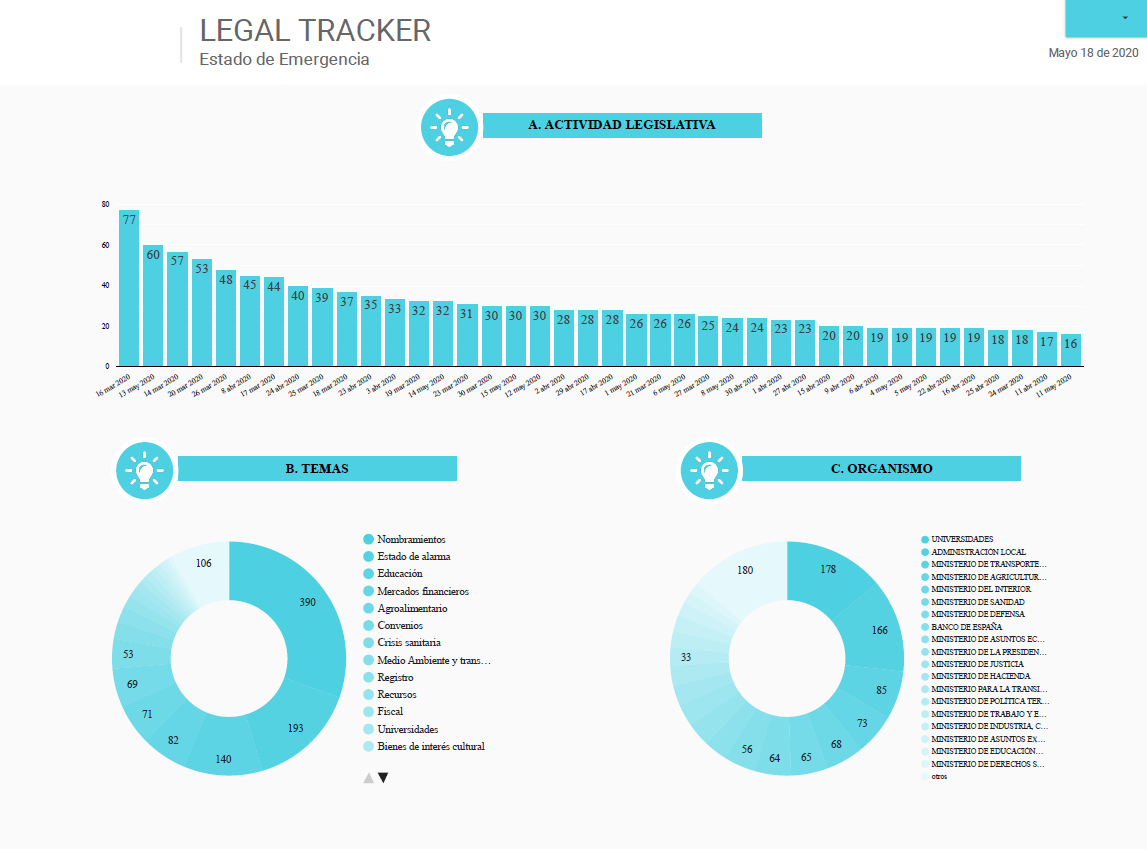 LEGAL TRACKER
Estado de Emergencia
Mayo 18 de 2020
A. ACTIVIDAD LEGISLATIVA
80
60
40
20
0
77
60
57
53
48
45
44
40
39
37
35
33
32
32
31
30
30
30
28
28
28
26
26
26
25
24
24
23
23
20
20
19
19
19
19
19
18
18
17
16
16 mar 2020
13 may 2020
14 mar 2020
20 mar 2020
26 mar 2020
8 abr 2020
17 mar 2020
24 abr 2020
25 mar 2020
18 mar 2020
23 abr 2020
3 abr 2020
19 mar 2020
14 may 2020
23 mar 2020
30 mar 2020
15 may 2020
12 may 2020
2 abr 2020
29 abr 2020
17 abr 2020
1 may 2020
21 mar 2020
6 may 2020
27 mar 2020
8 may 2020
30 abr 2020
1 abr 2020
27 abr 2020
15 abr 2020
9 abr 2020
6 abr 2020
4 may 2020
5 may 2020
22 abr 2020
16 abr 2020
25 abr 2020
24 mar 2020
11 abr 2020
11 may 2020
B. TEMAS
390
193
140
82
71
69
53
106
Nombramientos
Estado de alarma
Educación
Mercados financieros
Agroalimentario
Convenios
Crisis sanitaria
Medio Ambiente y trans…
Registro
Recursos
Fiscal
Universidades
Bienes de interés cultural
C. ORGANISMO
178
166
85
73
68
65
64
56
33
180
UNIVERSIDADES
ADMINISTRACIÓN LOCAL
MINISTERIO DE TRANSPORTE…
MINISTERIO DE AGRICULTUR…
MINISTERIO DEL INTERIOR
MINISTERIO DE SANIDAD
MINISTERIO DE DEFENSA
BANCO DE ESPAÑA
MINISTERIO DE ASUNTOS EC…
MINISTERIO DE LA PRESIDEN…
MINISTERIO DE JUSTICIA
MINISTERIO DE HACIENDA
MINISTERIO PARA LA TRANSI…
MINISTERIO DE POLÍTICA TER…
MINISTERIO DE TRABAJO Y E…
MINISTERIO DE INDUSTRIA, C…
MINISTERIO DE ASUNTOS EX…
MINISTERIO DE EDUCACIÓN…
MINISTERIO DE DERECHOS S…
otros